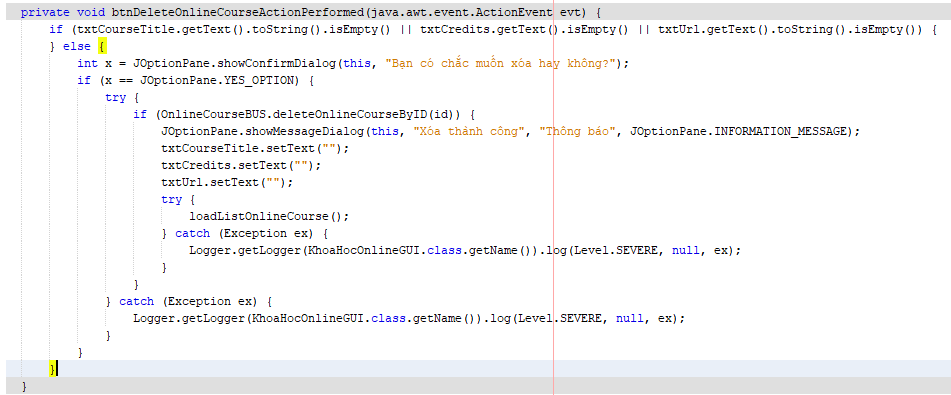 private void btnDeleteOnlineCourseActionPerformed(java.awt.event.ActionEvent evt) {
if (txtCourseTitle.getText().toString().isEmpty() || txtCredits.getText().isEmpty() || txtUrl.getText().toString().isEmpty()) {
} else {
int x = JOptionPane.showConfirmDialog(this, "Bạn có chắc muốn xóa hay không?");
if (x == JOptionPane.YES_OPTION) {
try {
if (OnlineCourseBUS.deleteOnlineCourseByID(id)) {
JOptionPane.showMessageDialog(this, "Xóa thành công", "Thông báo", JOptionPane.INFORMATION_MESSAGE);
txtCourseTitle.setText("");
txtCredits.setText("");
txtUrl.setText("");
try {
loadListOnlineCourse();
} catch (Exception ex) {
Logger.getLogger(KhoaHocOnlineGUI.class.getName()).log(Level.SEVERE, null, ex);
}
}
} catch (Exception ex) {
Logger.getLogger(KhoaHocOnlineGUI.class.getName()).log(Level.SEVERE, null, ex);
}
}
}
}